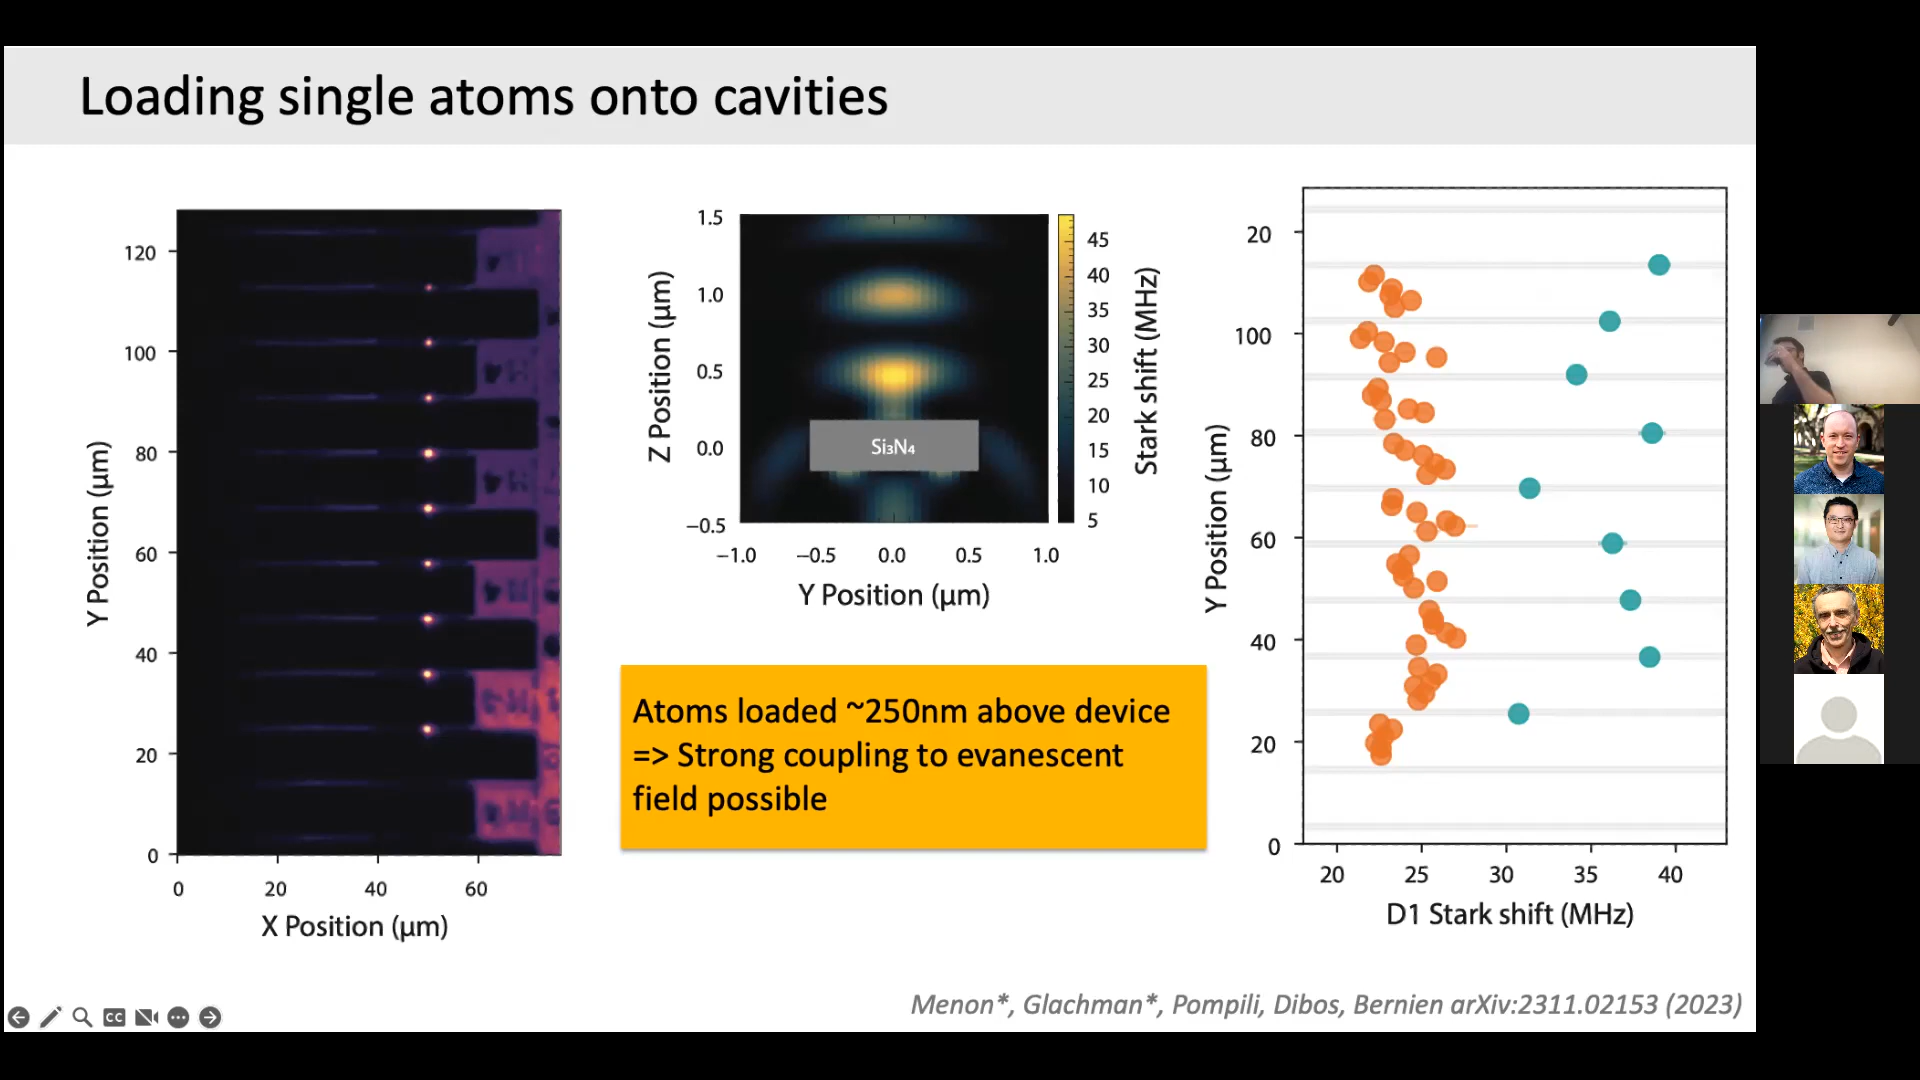 Loading single atoms onto cavities
120
100
80
60
40
20
0
Y Position (μm)
0 20 40 60
X Position (μm)
1.5
1.0
0.5
0.0
−0.5
Z Position (μm)
Si₃N₄
−1.0 −0.5 0.0 0.5 1.0
Y Position (μm)
45
40
35
30
25
20
15
10
5
Stark shift (MHz)
Atoms loaded ~250nm above device
=> Strong coupling to evanescent
field possible
20
100
80
60
40
20
0
Y Position (μm)
20 25 30 35 40
D1 Stark shift (MHz)
Menon*, Glachman*, Pompili, Dibos, Bernien arXiv:2311.02153 (2023)
CC